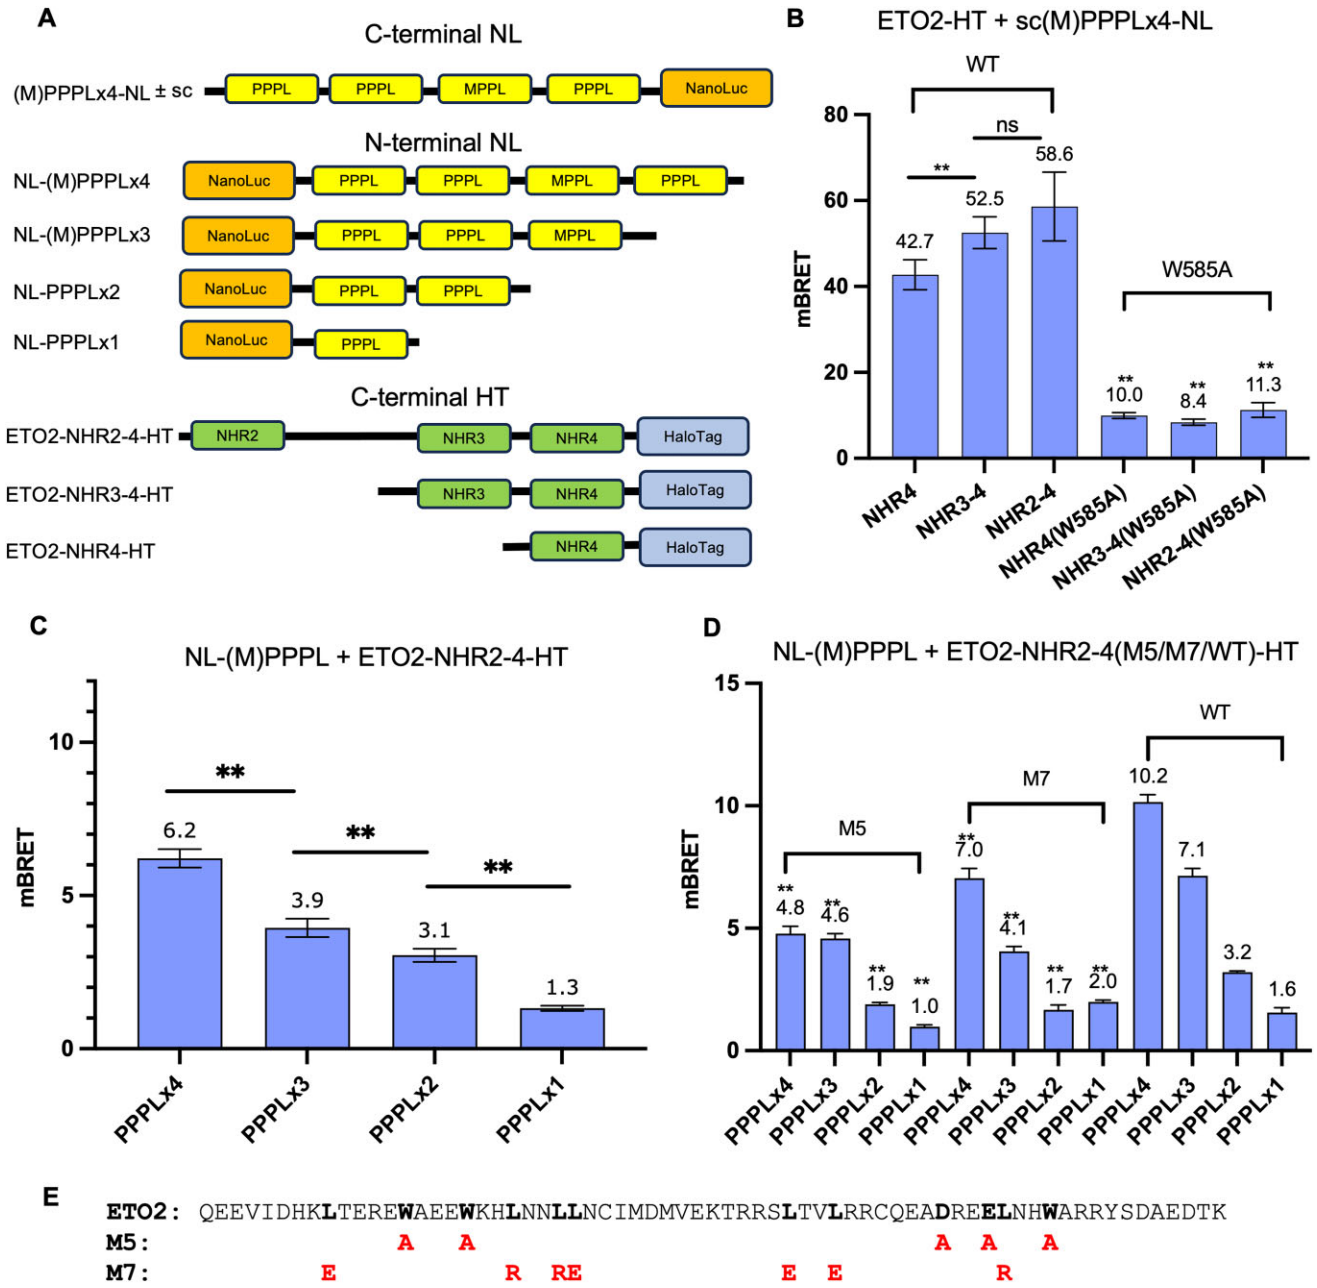 A
C-terminal NL
(M)PPPLx4-NL ± sc
PPPL PPPL MPPL PPPL NanoLuc
N-terminal NL
NL-(M)PPPLx4
NanoLuc PPPL PPPL MPPL PPPL
NL-(M)PPPLx3
NanoLuc PPPL PPPL MPPL
NL-PPPLx2
NanoLuc PPPL PPPL
NL-PPPLx1
NanoLuc PPPL
C-terminal HT
ETO2-NHR2-4-HT
NHR2 NHR3 NHR4 HaloTag
ETO2-NHR3-4-HT
NHR3 NHR4 HaloTag
ETO2-NHR4-HT
NHR4 HaloTag
B
ETO2-HT + sc(M)PPPLx4-NL
WT
ns
**
W585A
42.7
52.5
58.6
**
10.0
**
8.4
**
11.3
mBRET
80
60
40
20
0
NHR4
NHR3-4
NHR2-4
NHR4(W585A)
NHR3-4(W585A)
NHR2-4(W585A)
C
NL-(M)PPPL + ETO2-NHR2-4-HT
**
**
**
6.2
3.9
3.1
1.3
mBRET
10
5
0
PPPLx4
PPPLx3
PPPLx2
PPPLx1
D
NL-(M)PPPL + ETO2-NHR2-4(M5/M7/WT)-HT
M5
M7
WT
**
4.8
**
4.6
**
1.9
**
1.0
**
7.0
**
4.1
**
1.7
**
2.0
10.2
7.1
3.2
1.6
mBRET
15
10
5
0
PPPLx4
PPPLx3
PPPLx2
PPPLx1
PPPLx4
PPPLx3
PPPLx2
PPPLx1
PPPLx4
PPPLx3
PPPLx2
PPPLx1
E
ETO2: QEEVIDHKLTEREWAEEWKHLNNLLNCIMDMVEKTRRSLTVLRRCQEADREELNHWARRYSDAEDTK
M5: A A A A A
M7: E R RE E E R